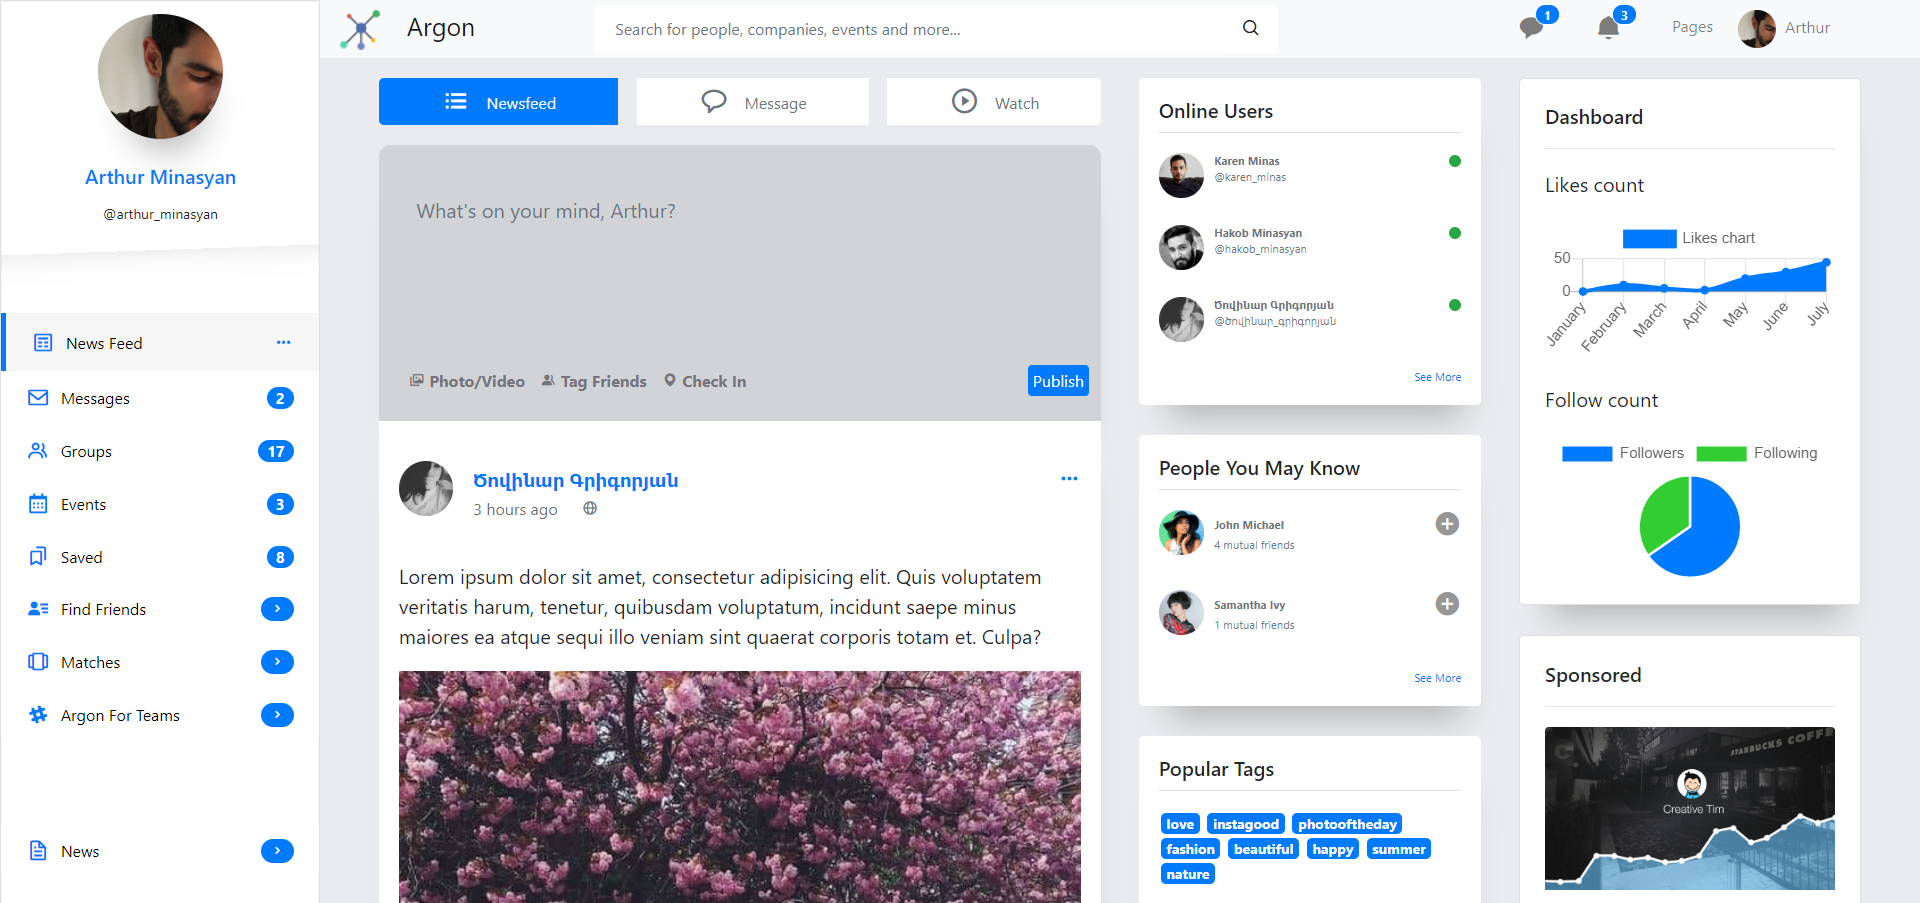 Arthur Minasyan
@arthur_minasyan
News Feed
Messages 2
Groups 17
Events 3
Saved 8
Find Friends
Matches
Argon For Teams
News
Argon
Search for people, companies, events and more...
1
3
Pages
Arthur
Newsfeed
Message
Watch
What's on your mind, Arthur?
Photo/Video Tag Friends Check In
Publish
Ծովինար Գրիգորյան
3 hours ago
Lorem ipsum dolor sit amet, consectetur adipisicing elit. Quis voluptatem
veritatis harum, tenetur, quibusdam voluptatum, incidunt saepe minus
maiores ea atque sequi illo veniam sint quaerat corporis totam et. Culpa?
Online Users
Karen Minas
@karen_minas
Hakob Minasyan
@hakob_minasyan
Ծովինար Գրիգորյան
@ծովինար_գրիգորյան
See More
People You May Know
John Michael
4 mutual friends
Samantha Ivy
1 mutual friends
See More
Popular Tags
love instagood photooftheday
fashion beautiful happy summer
nature
Dashboard
Likes count
Likes chart
50
0
January February March April May June July
Follow count
Followers Following
Sponsored
STARBUCKS COFFE
Creative Tim